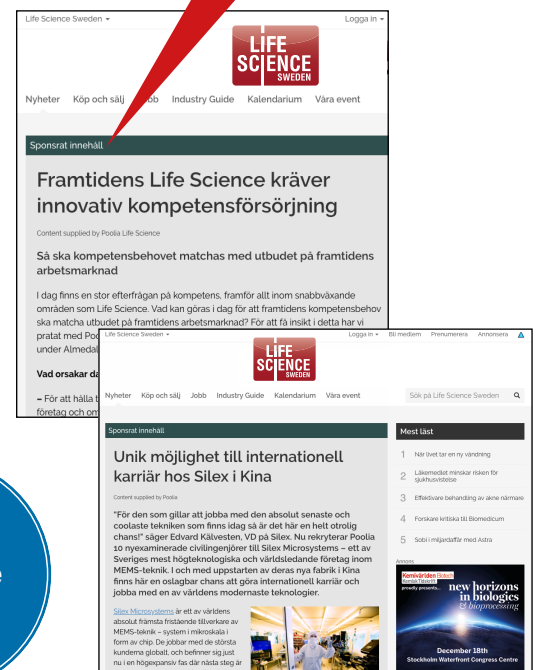 Life Science Sweden
Logga in
LIFE
SCIENCE
SWEDEN
Nyheter Köp och sälj Industry Guide Kalendarium Våra event
Sponsrat innehåll
Framtidens Life Science kräver
innovativ kompetensförsörjning
Content supplied by Poolia Life Science
Så ska kompetensbehovet matchas med utbudet på framtidens
arbetsmarknad
I dag finns en stor efterfrågan på kompetens, framför allt inom snabbväxande
områden som Life Science. Vad kan göras i dag för att framtidens kompetensbehov
ska matcha utbudet på framtidens arbetsmarknad? För att få insikt i detta har vi
pratat med
under
Vad orsakar
– För att hålla
företag och
Life Science Sweden
Logga in Bli medlem Prenumerera Annonsera
LIFE
SCIENCE
SWEDEN
Nyheter Köp och sälj Jobb Industry Guide Kalendarium Våra event
Sök på Life Science Sweden
Sponsrat innehåll
Unik möjlighet till internationell
karriär hos Silex i Kina
Content supplied by Poolia
"För den som gillar att jobba med den absolut senaste och
coolaste tekniken som finns idag så är det här en helt otrolig
chans!" säger Edvard Kälvesten, VD på Silex. Nu rekryterar Poolia
10 nyexaminerade civilingenjörer till Silex Microsystems – ett av
Sveriges mest högteknologiska och världsledande företag inom
MEMS-teknik. I och med uppstarten av deras nya fabrik i Kina
finns här en oslagbar chans att göra internationell karriär och
jobba med en av världens modernaste teknologier.
Silex Microsystems är ett av världens
absolut främsta fristående tillverkare av
MEMS-teknik – system i mikroskala i
form av chip. De jobbar med de största
kunderna globalt, och befinner sig just
nu i en högexpansiv fas där nästa steg är
Mest läst
1 När livet tar en ny vändning
2 Läkemedlet minskar risken för
sjukhusvistelse
3 Effektivare behandling av akne närmare
4 Forskare kritiska till Biomedicum
5 Sobi i miljardaffär med Astra
Annons
Kemivärlden Biotech
Kemisk Tidskrift
proudly presents...
new horizons
in biologics
& bioprocessing
December 18th
Stockholm Waterfront Congress Centre